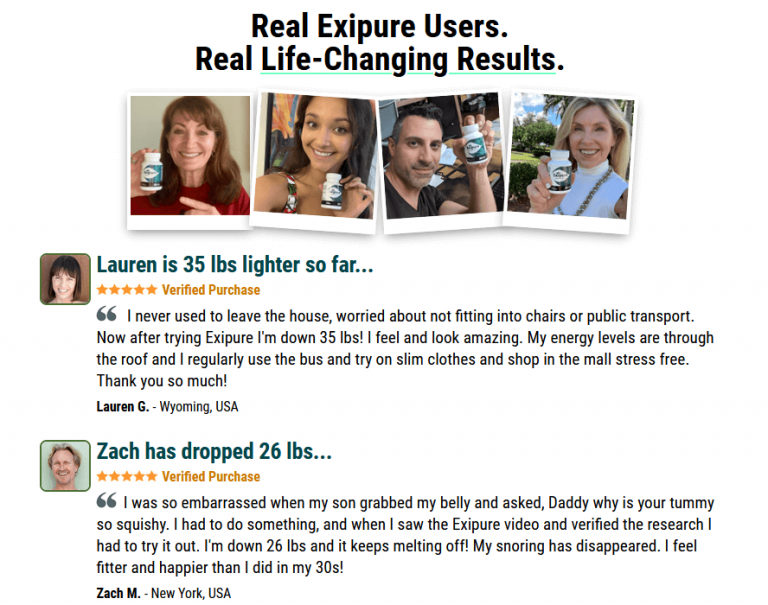 Real Exipure Users.
Real Life-Changing Results.
Exipure
Exipure
Exipure
Exipure
Lauren is 35 lbs lighter so far...
Verified Purchase
“ I never used to leave the house, worried about not fitting into chairs or public transport.
Now after trying Exipure I'm down 35 lbs! I feel and look amazing. My energy levels are through
the roof and I regularly use the bus and try on slim clothes and shop in the mall stress free.
Thank you so much!
Lauren G. - Wyoming, USA
Zach has dropped 26 lbs...
Verified Purchase
“ I was so embarrassed when my son grabbed my belly and asked, Daddy why is your tummy
so squishy. I had to do something, and when I saw the Exipure video and verified the research I
had to try it out. I'm down 26 lbs and it keeps melting off! My snoring has disappeared. I feel
fitter and happier than I did in my 30s!
Zach M. - New York, USA